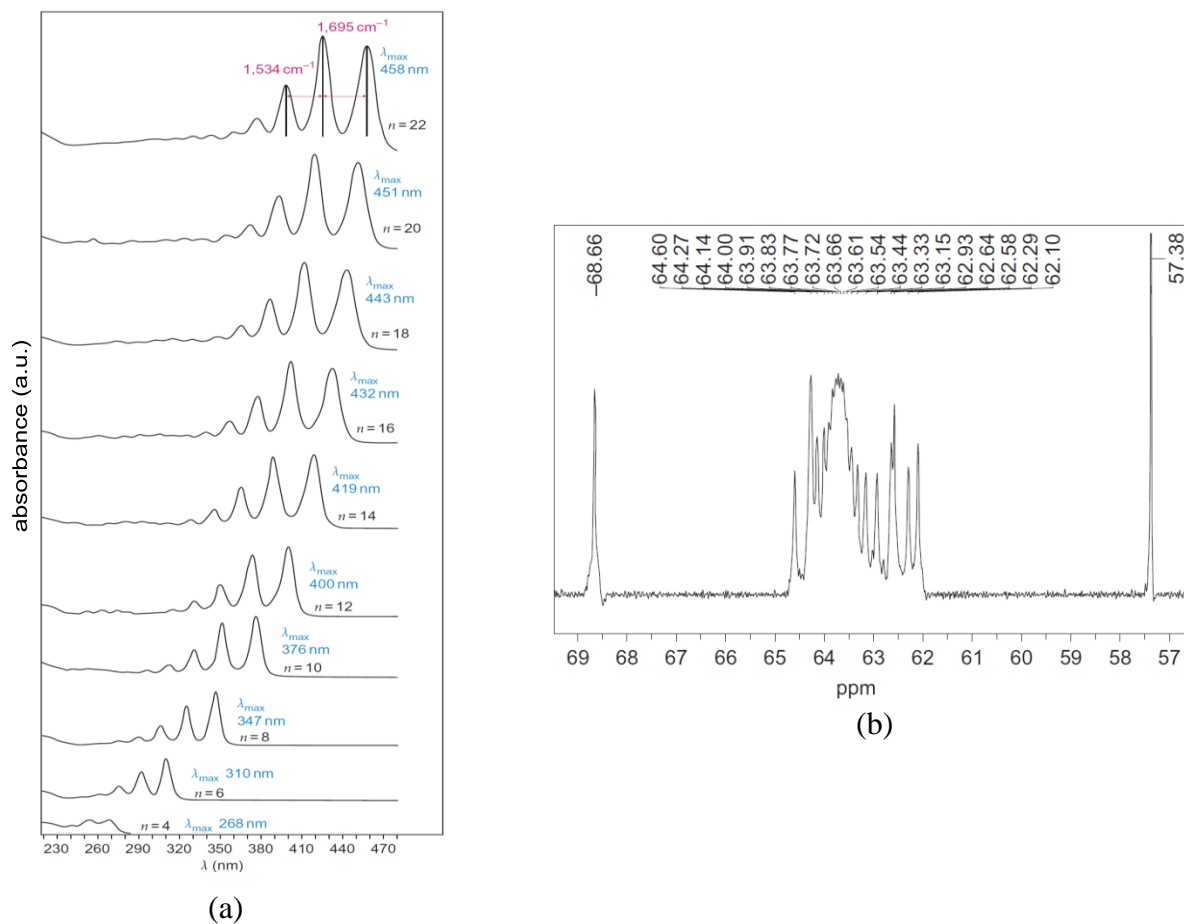 1,695 cm⁻¹
1,534 cm⁻¹
λmax
458 nm
n = 22
λmax
451 nm
n = 20
λmax
443 nm
n = 18
λmax
432 nm
n = 16
λmax
419 nm
n = 14
λmax
400 nm
n = 12
λmax
376 nm
n = 10
λmax
347 nm
n = 8
λmax 310 nm
n = 6
n = 4 λmax 268 nm
absorbance (a.u.)
230 260 290 320 350 380 410 440 470
λ (nm)
(a)
68.66
64.60
64.27
64.14
64.00
63.91
63.83
63.77
63.72
63.66
63.61
63.54
63.44
63.33
63.15
62.93
62.64
62.58
62.29
62.10
57.38
69 68 67 66 65 64 63 62 61 60 59 58 57
ppm
(b)